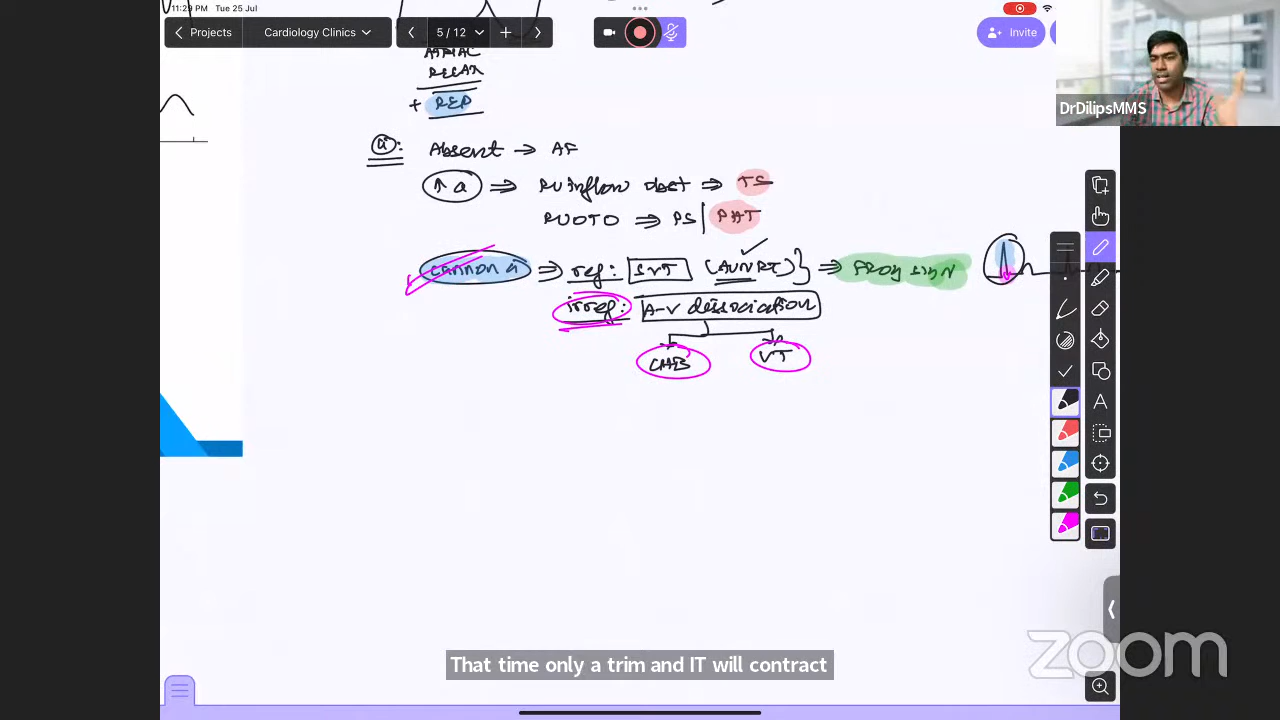 11:29 PM Tue 25 Jul
Projects
Cardiology Clinics
5 / 12
Invite
DrDilipsMMS
ATRIAL
RELAX
+ REP
a: Absent → AF
↑ a ⇒ RV inflow obst ⇒ TS
RVOTO ⇒ PS | PAT
cannon a ⇒ reg: SVT (AVNRT)} ⇒ FROG SIGN
irreg: A-V dissociation
CHB VT
A
That time only a trim and IT will contract
zoom